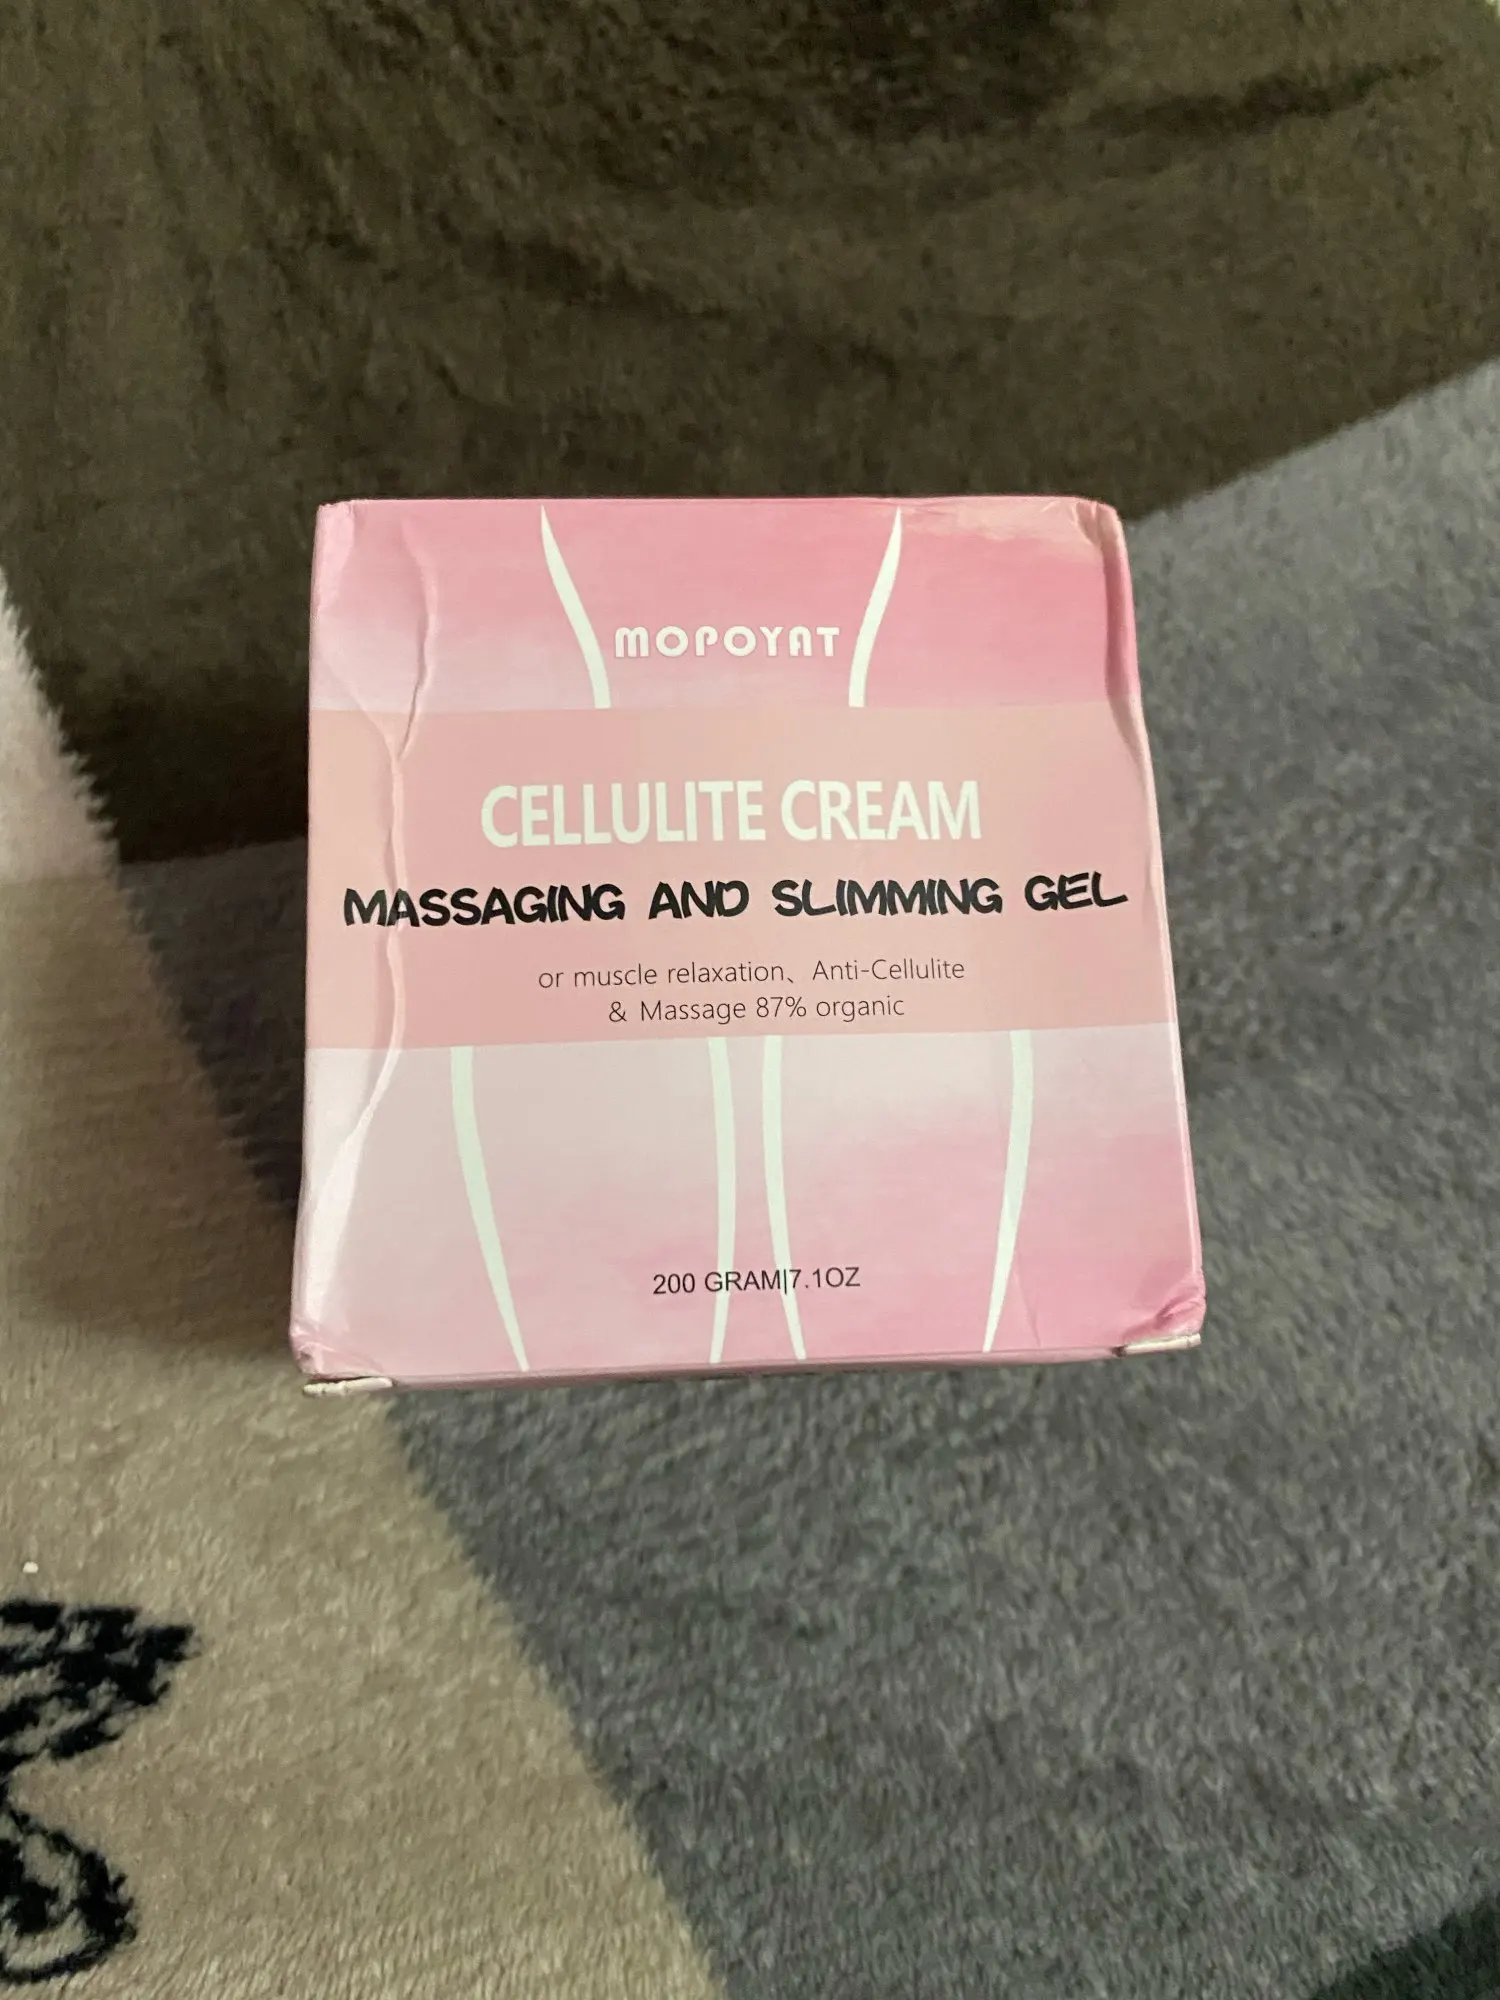 MOPOYAT
CELLULITE CREAM
MASSAGING AND SLIMMING GEL
or muscle relaxation、Anti-Cellulite
& Massage 87% organic
200 GRAM|7.1OZ